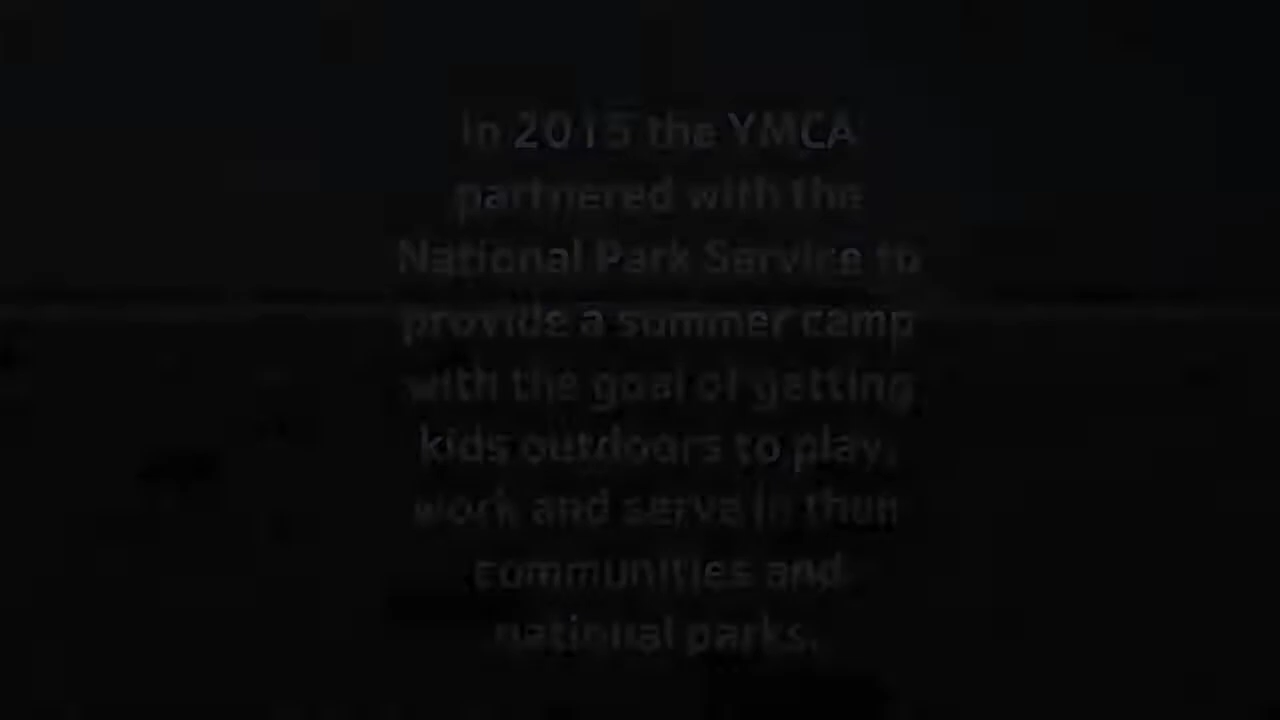 In 2015 the YMCA
partnered with the
National Park Service to
provide a summer camp
with the goal of getting
kids outdoors to play,
work and serve in their
communities and
national parks.